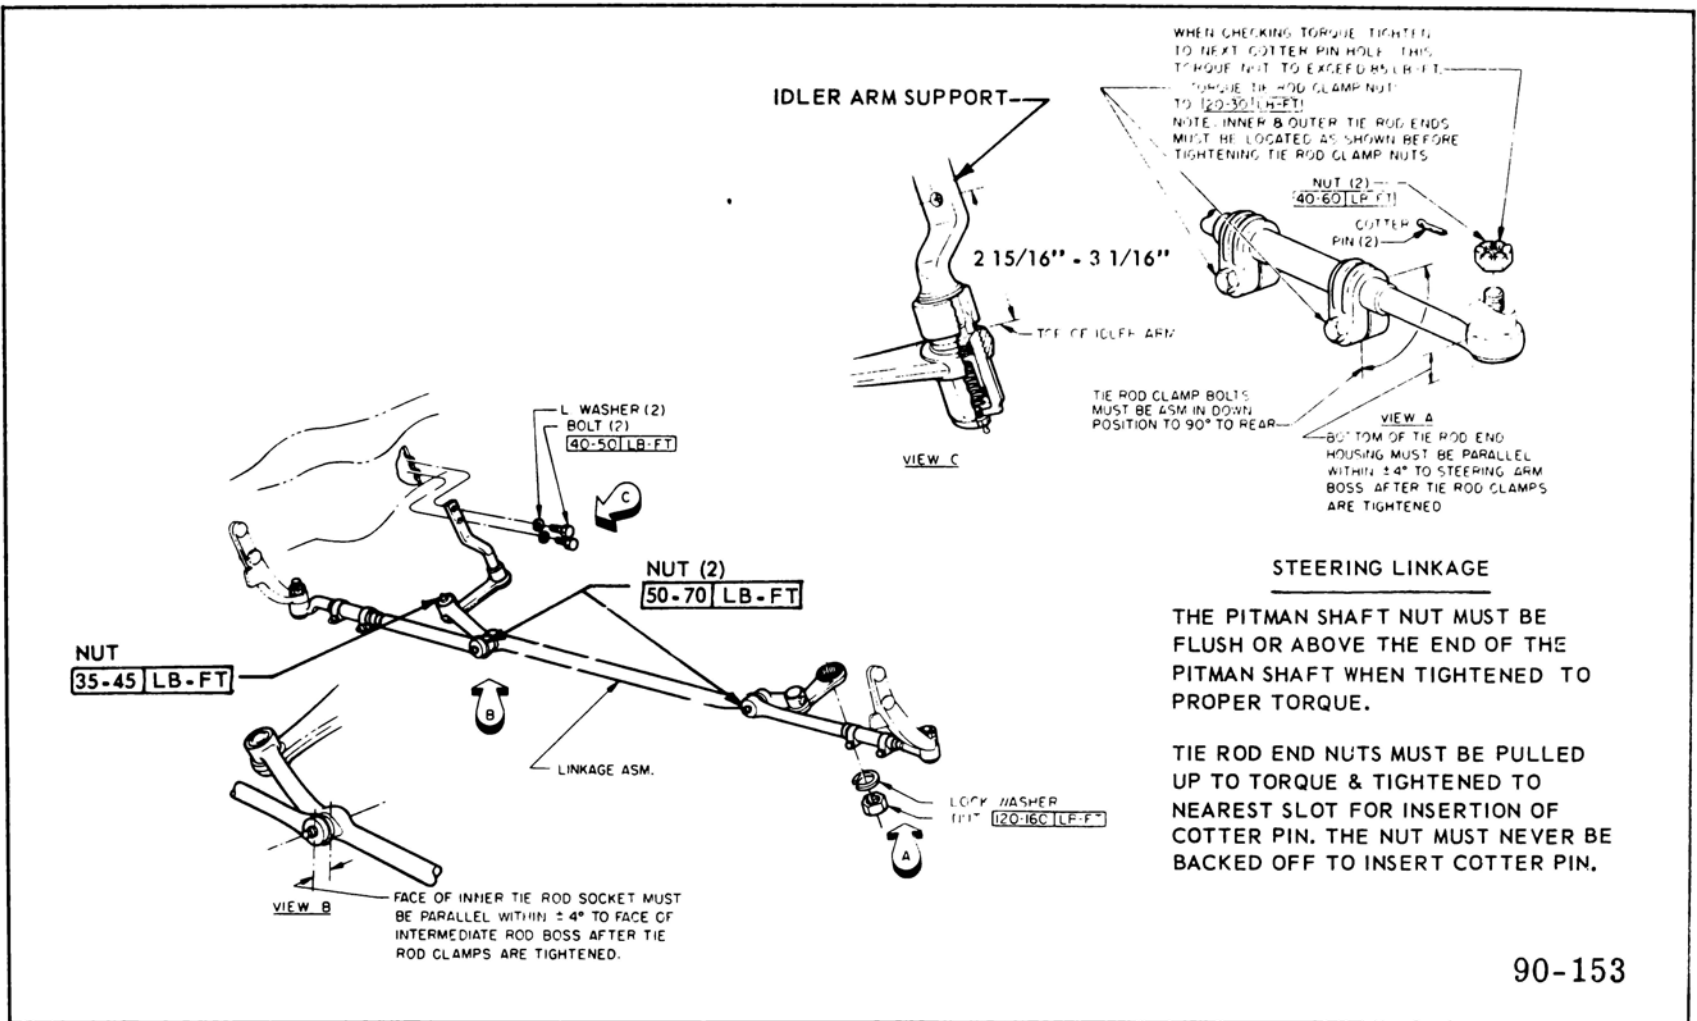 WHEN CHECKING TORQUE TIGHTEN
TO NEXT COTTER PIN HOLE THIS
TORQUE NOT TO EXCEED 85 LB-FT.
TORQUE TIE ROD CLAMP NUT
TO 20-30 LB-FT
NOTE: INNER & OUTER TIE ROD ENDS
MUST BE LOCATED AS SHOWN BEFORE
TIGHTENING TIE ROD CLAMP NUTS
IDLER ARM SUPPORT
NUT (2)
40-60 LB FT
COTTER
PIN (2)
2 15/16" - 3 1/16"
TOP OF IDLER ARM
TIE ROD CLAMP BOLTS
MUST BE ASM IN DOWN
POSITION TO 90° TO REAR
VIEW A
BOTTOM OF TIE ROD END
HOUSING MUST BE PARALLEL
WITHIN ±4° TO STEERING ARM
BOSS AFTER TIE ROD CLAMPS
ARE TIGHTENED
VIEW C
L WASHER (2)
BOLT (2)
40-50 LB-FT
C
NUT (2)
50-70 LB-FT
NUT
35-45 LB-FT
B
LINKAGE ASM.
LOCK WASHER
NUT 120-160 LB-FT
A
VIEW B
FACE OF INNER TIE ROD SOCKET MUST
BE PARALLEL WITHIN ± 4° TO FACE OF
INTERMEDIATE ROD BOSS AFTER TIE
ROD CLAMPS ARE TIGHTENED.
STEERING LINKAGE
THE PITMAN SHAFT NUT MUST BE
FLUSH OR ABOVE THE END OF THE
PITMAN SHAFT WHEN TIGHTENED TO
PROPER TORQUE.
TIE ROD END NUTS MUST BE PULLED
UP TO TORQUE & TIGHTENED TO
NEAREST SLOT FOR INSERTION OF
COTTER PIN. THE NUT MUST NEVER BE
BACKED OFF TO INSERT COTTER PIN.
90-153